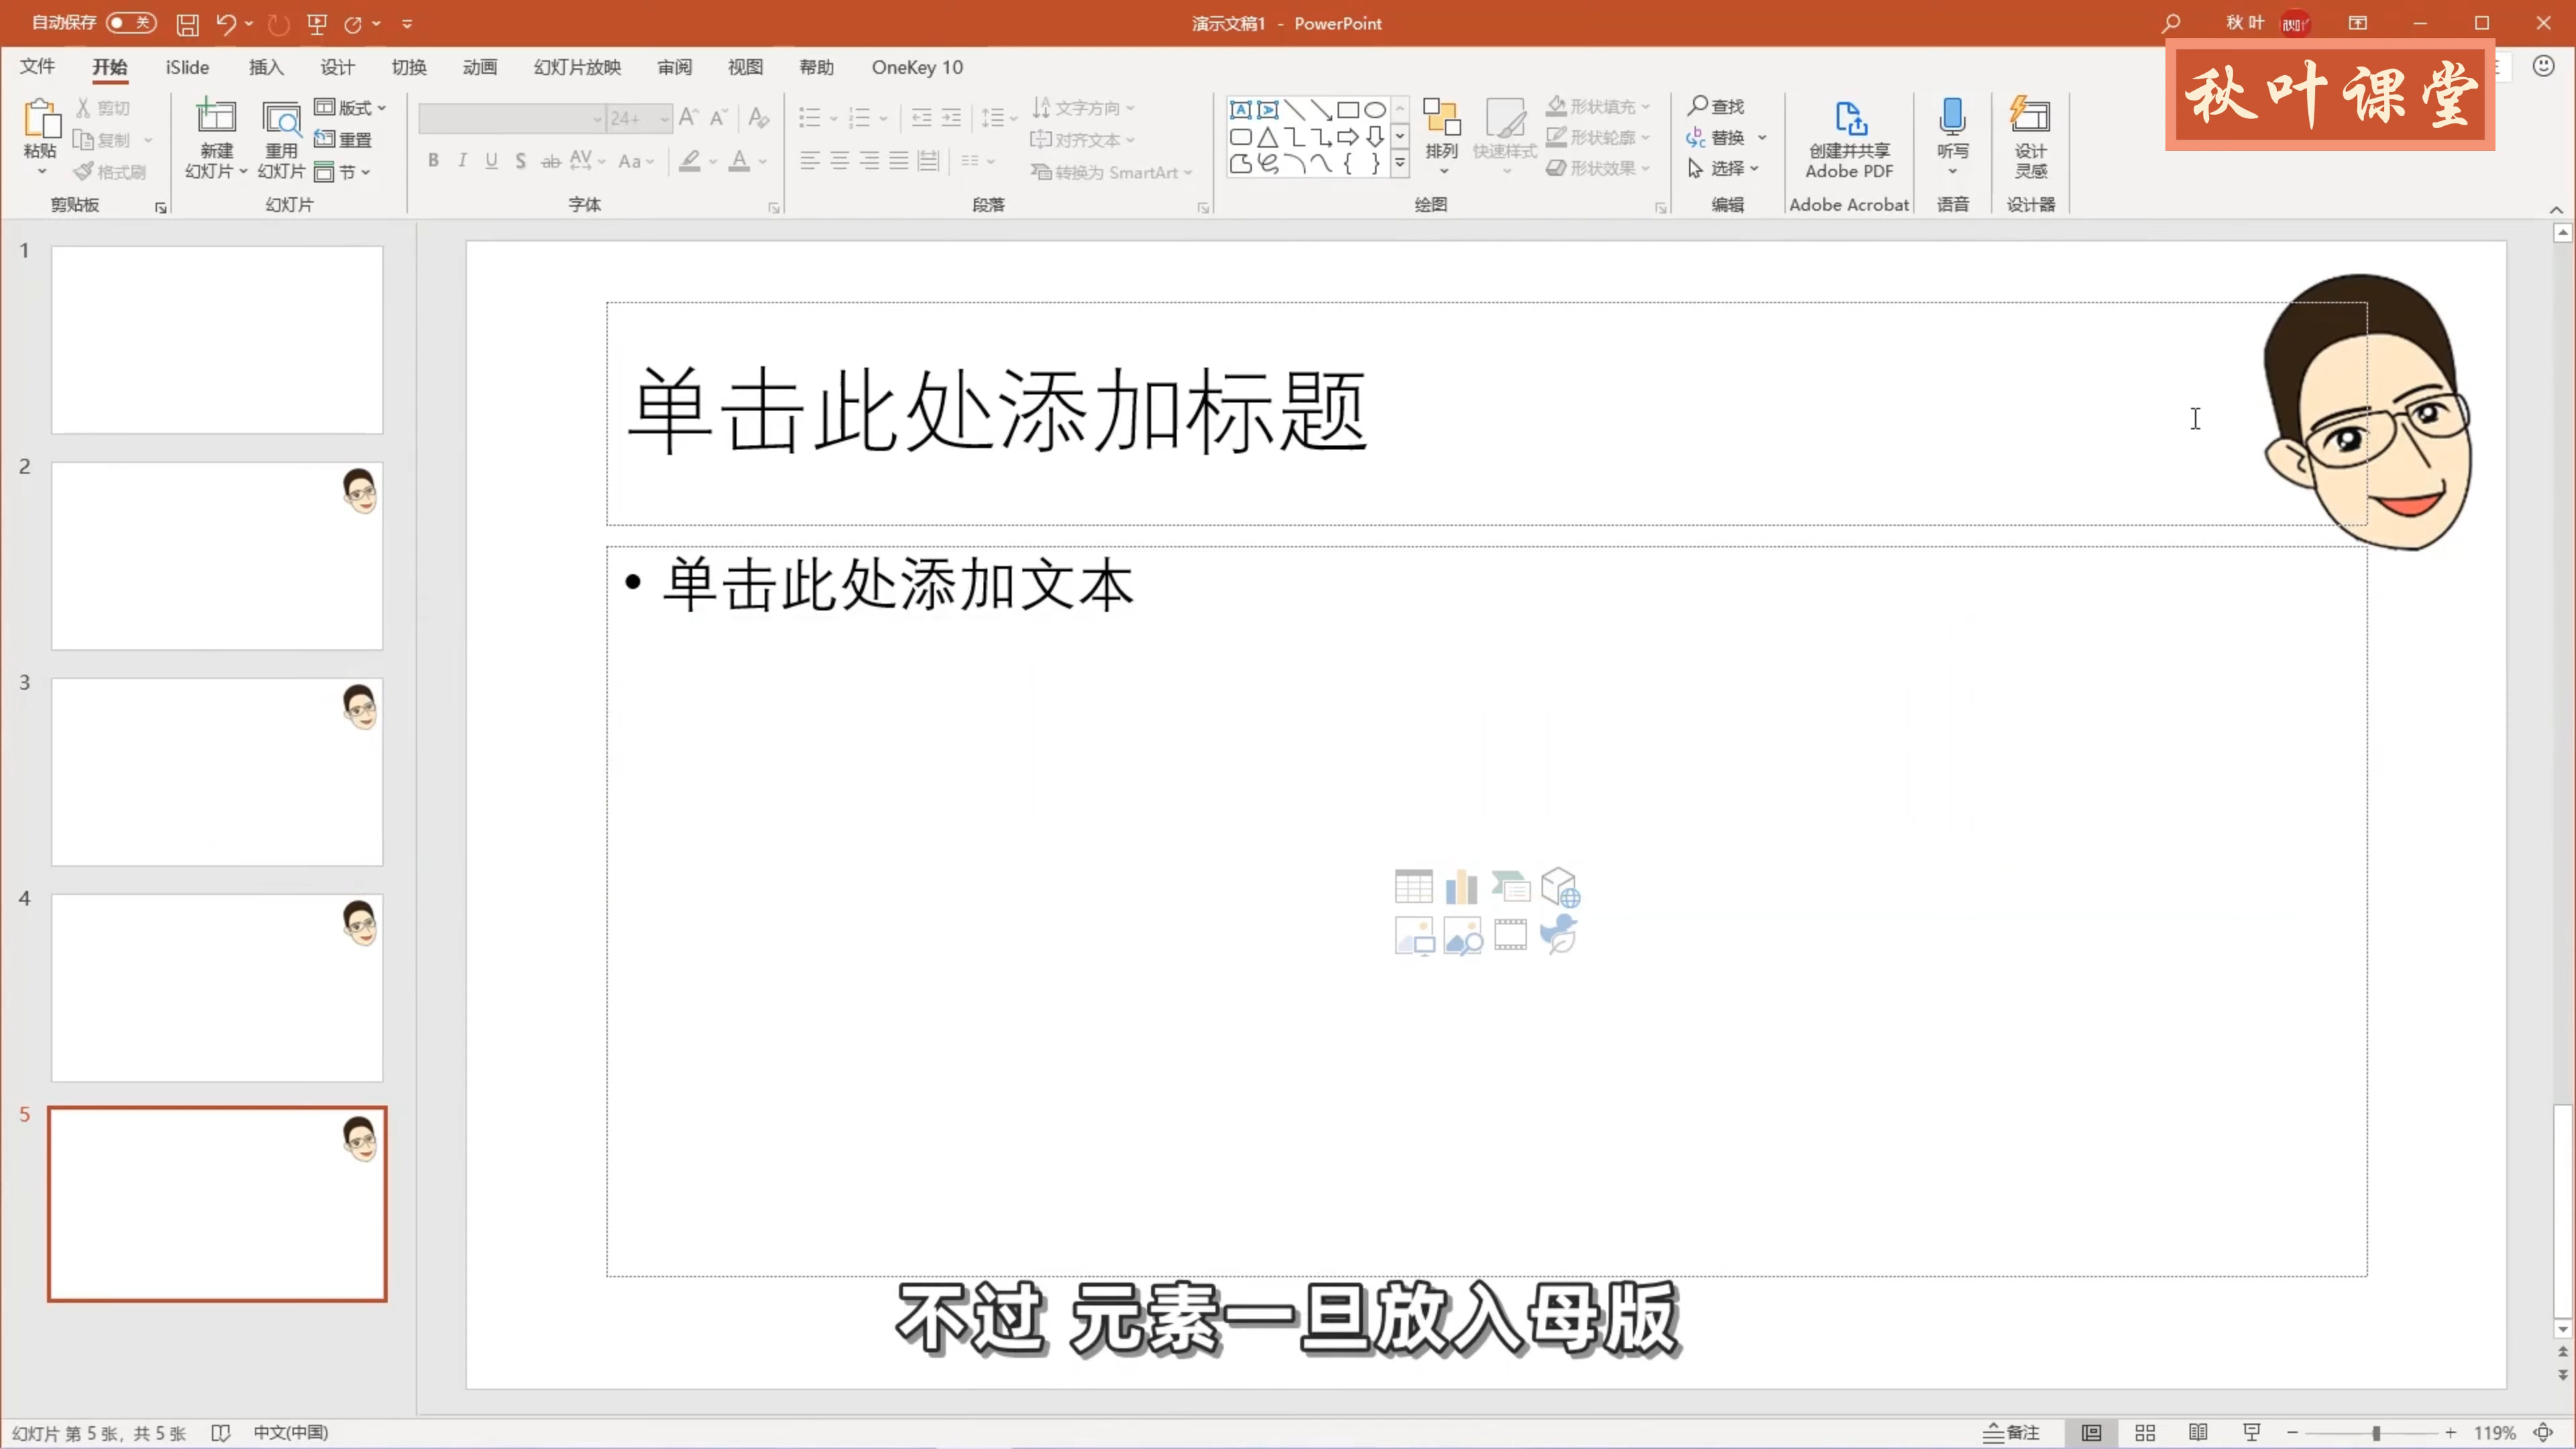 自动保存 关
演示文稿1 - PowerPoint
秋 叶
秋叶课堂
文件 开始 iSlide 插入 设计 切换 动画 幻灯片放映 审阅 视图 帮助 OneKey 10
粘贴
剪切
复制
格式刷
剪贴板
新建
幻灯片
重用
幻灯片
版式
重置
节
幻灯片
24+
B I U S ab AV Aa A
字体
文字方向
对齐文本
转换为 SmartArt
段落
排列
快速样式
形状填充
形状轮廓
形状效果
绘图
查找
替换
选择
编辑
创建并共享
Adobe PDF
Adobe Acrobat
听写
语音
设计
灵感
设计器
1
2
3
4
5
单击此处添加标题
• 单击此处添加文本
不过 元素一旦放入母版
幻灯片 第 5 张，共 5 张
中文(中国)
备注
119%